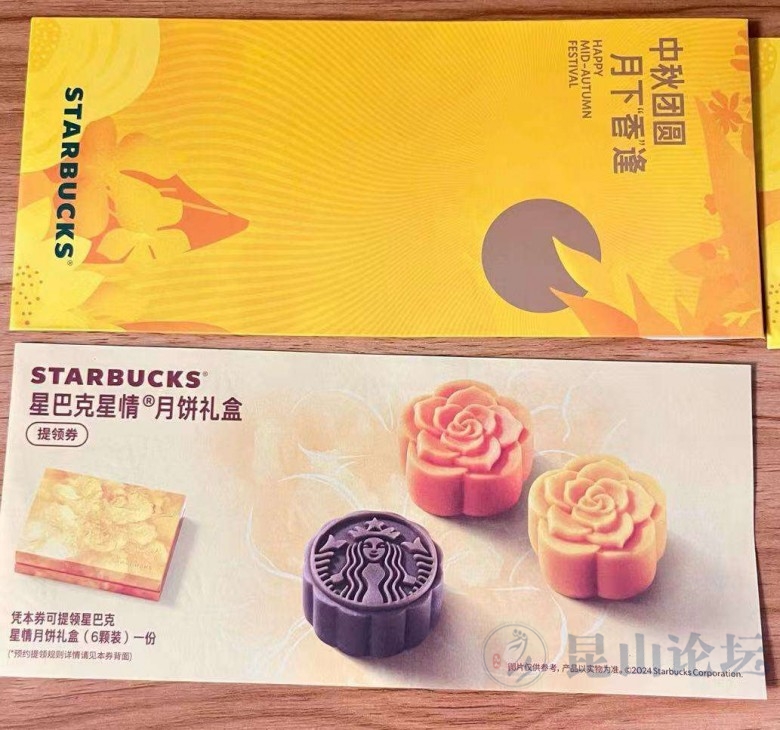 STARBUCKS®
中秋团圆
月下“香”逢
HAPPY
MID-AUTUMN
FESTIVAL
STARBUCKS®
星巴克星情®月饼礼盒
提领券
凭本券可提领星巴克
星情月饼礼盒（6颗装）一份
(*预约提领规则详情请见本券背面)
图片仅供参考，产品以实物为准。©2024 Starbucks Corporation.
昆山论坛